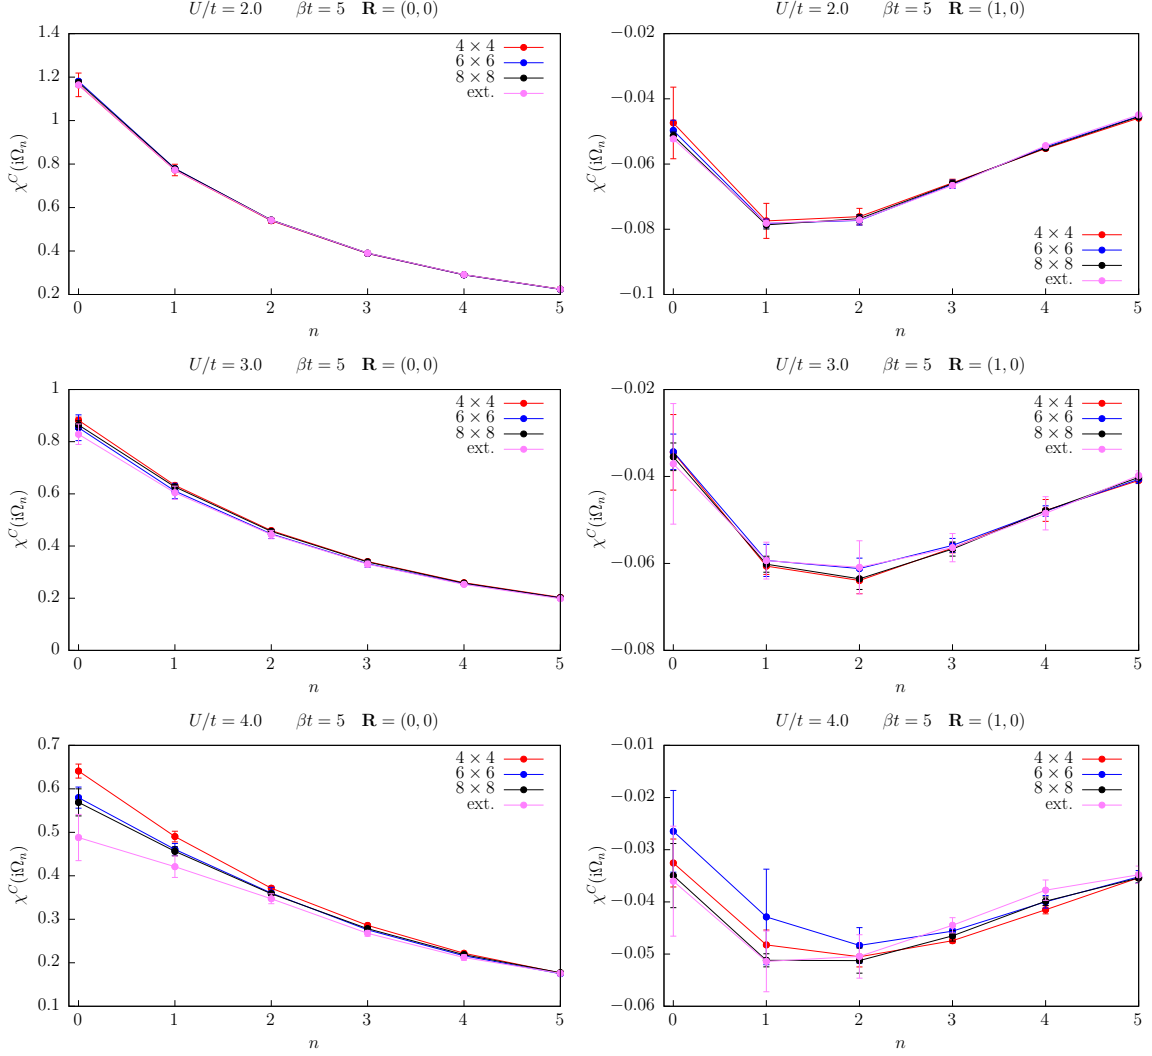 U/t = 2.0 βt = 5 R = (0, 0)
χ^C(iΩ_n)
1.4
1.2
1
0.8
0.6
0.4
0.2
4 × 4
6 × 6
8 × 8
ext.
0 1 2 3 4 5
n
U/t = 2.0 βt = 5 R = (1, 0)
χ^C(iΩ_n)
−0.02
−0.04
−0.06
−0.08
−0.1
4 × 4
6 × 6
8 × 8
ext.
0 1 2 3 4 5
n
U/t = 3.0 βt = 5 R = (0, 0)
χ^C(iΩ_n)
1
0.8
0.6
0.4
0.2
0
4 × 4
6 × 6
8 × 8
ext.
0 1 2 3 4 5
n
U/t = 3.0 βt = 5 R = (1, 0)
χ^C(iΩ_n)
−0.02
−0.04
−0.06
−0.08
4 × 4
6 × 6
8 × 8
ext.
0 1 2 3 4 5
n
U/t = 4.0 βt = 5 R = (0, 0)
χ^C(iΩ_n)
0.7
0.6
0.5
0.4
0.3
0.2
0.1
4 × 4
6 × 6
8 × 8
ext.
0 1 2 3 4 5
n
U/t = 4.0 βt = 5 R = (1, 0)
χ^C(iΩ_n)
−0.01
−0.02
−0.03
−0.04
−0.05
−0.06
4 × 4
6 × 6
8 × 8
ext.
0 1 2 3 4 5
n